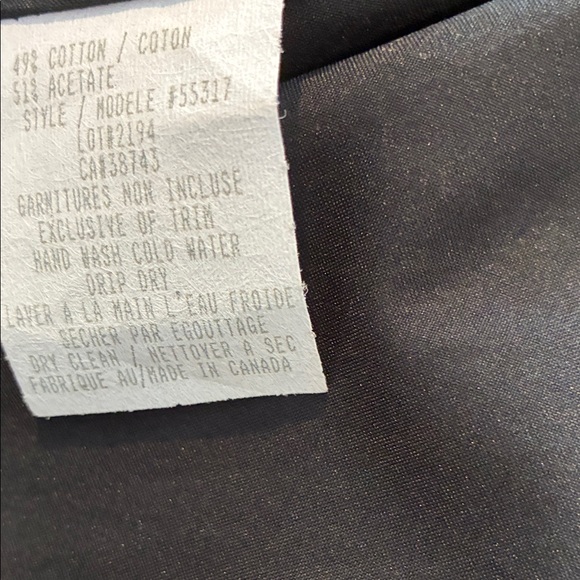 49% COTTON / COTON
51% ACETATE
STYLE / MODELE #55317
LOT#2194
CA#38743
GARNITURES NON INCLUSE
EXCLUSIVE OF TRIM
HAND WASH COLD WATER
DRIP DRY.
LAVER A LA MAIN L'EAU FROIDE
SECHER PAR EGOUTTAGE
DRY CLEAN / NETTOVER A SEC
FABRIQUE AU/MADE IN CANADA